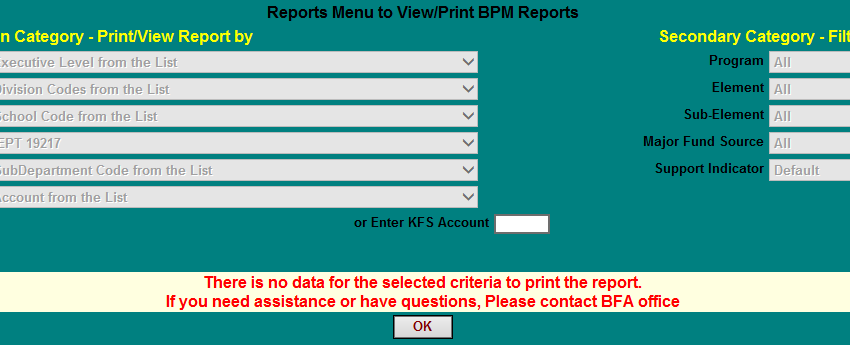 Reports Menu to View/Print BPM Reports
n Category - Print/View Report by
Secondary Category - Filt
xecutive Level from the List
Program
All
Division Codes from the List
Element
All
School Code from the List
Sub-Element
All
EPT 19217
Major Fund Source
All
SubDepartment Code from the List
Support Indicator
Default
Account from the List
or Enter KFS Account
There is no data for the selected criteria to print the report.
If you need assistance or have questions, Please contact BFA office
OK